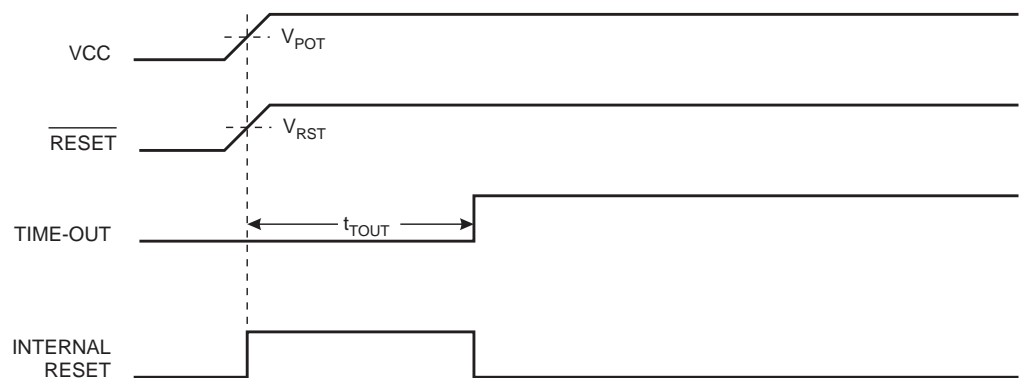 VCC
V_POT
RESET
V_RST
TIME-OUT
t_TOUT
INTERNAL
RESET